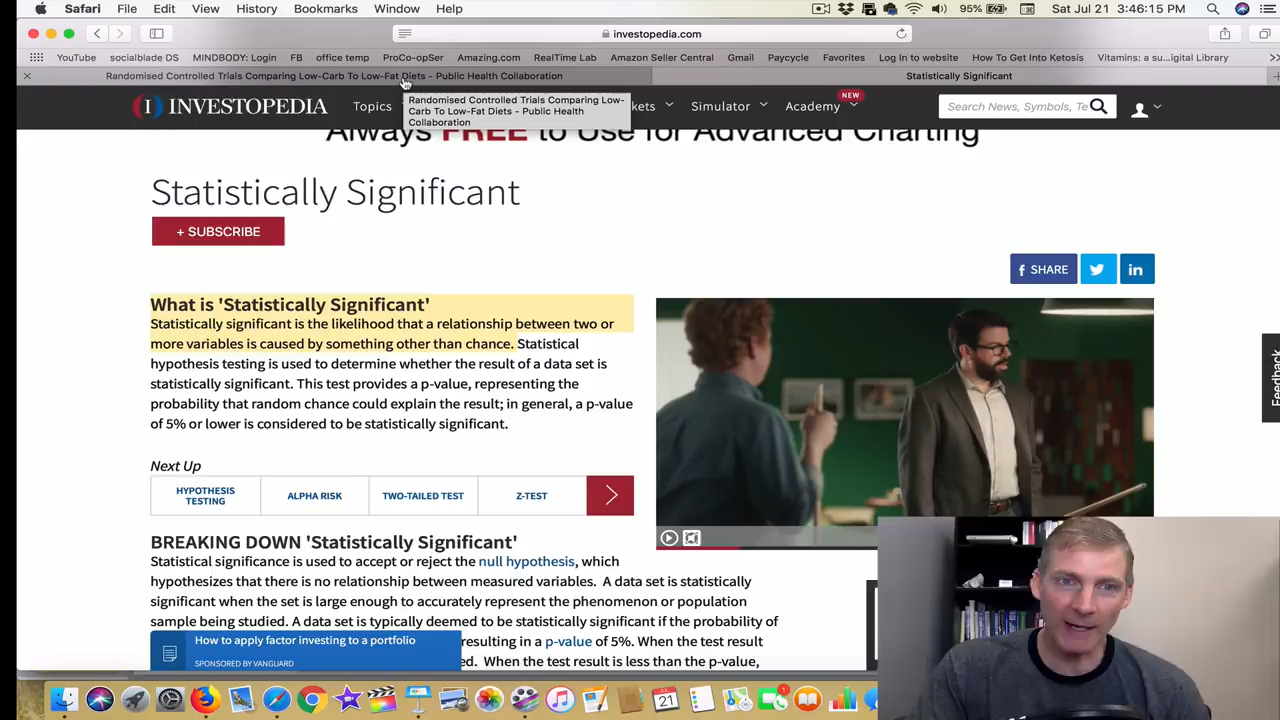 Safari File Edit View History Bookmarks Window Help 95% Sat Jul 21 3:46:15 PM
investopedia.com
YouTube socialblade DS MINDBODY: Login FB office temp ProCo-opSer Amazing.com RealTime Lab Amazon Seller Central Gmail Paycycle Favorites Log In to website How To Get Into Ketosis Vitamins: a su...igital Library
Randomised Controlled Trials Comparing Low-Carb To Low-Fat Diets - Public Health Collaboration Statistically Significant
Randomised Controlled Trials Comparing Low-
Carb To Low-Fat Diets - Public Health
Collaboration
INVESTOPEDIA Topics kets Simulator Academy NEW Search News, Symbols, Te
Always FREE to Use for Advanced Charting
Statistically Significant
+ SUBSCRIBE
SHARE
What is 'Statistically Significant'
Statistically significant is the likelihood that a relationship between two or
more variables is caused by something other than chance. Statistical
hypothesis testing is used to determine whether the result of a data set is
statistically significant. This test provides a p-value, representing the
probability that random chance could explain the result; in general, a p-value
of 5% or lower is considered to be statistically significant.
Feedback
Next Up
HYPOTHESIS
TESTING
ALPHA RISK
TWO-TAILED TEST
Z-TEST
BREAKING DOWN 'Statistically Significant'
Statistical significance is used to accept or reject the null hypothesis, which
hypothesizes that there is no relationship between measured variables. A data set is statistically
significant when the set is large enough to accurately represent the phenomenon or population
sample being studied. A data set is typically deemed to be statistically significant if the probability of
resulting in a p-value of 5%. When the test result
ed. When the test result is less than the p-value,
How to apply factor investing to a portfolio
SPONSORED BY VANGUARD
21
1